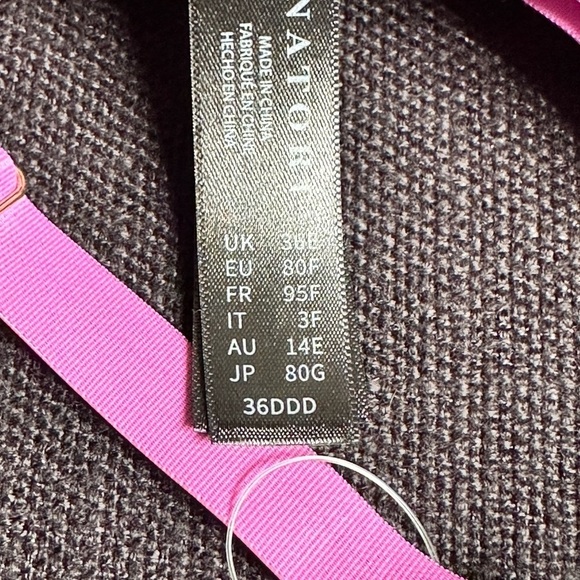 NATORI
MADE IN CHINA
FABRIQUÉ EN CHINE
HECHO EN CHINA
UK 36E
EU 80F
FR 95F
IT 3F
AU 14E
JP 80G
36DDD